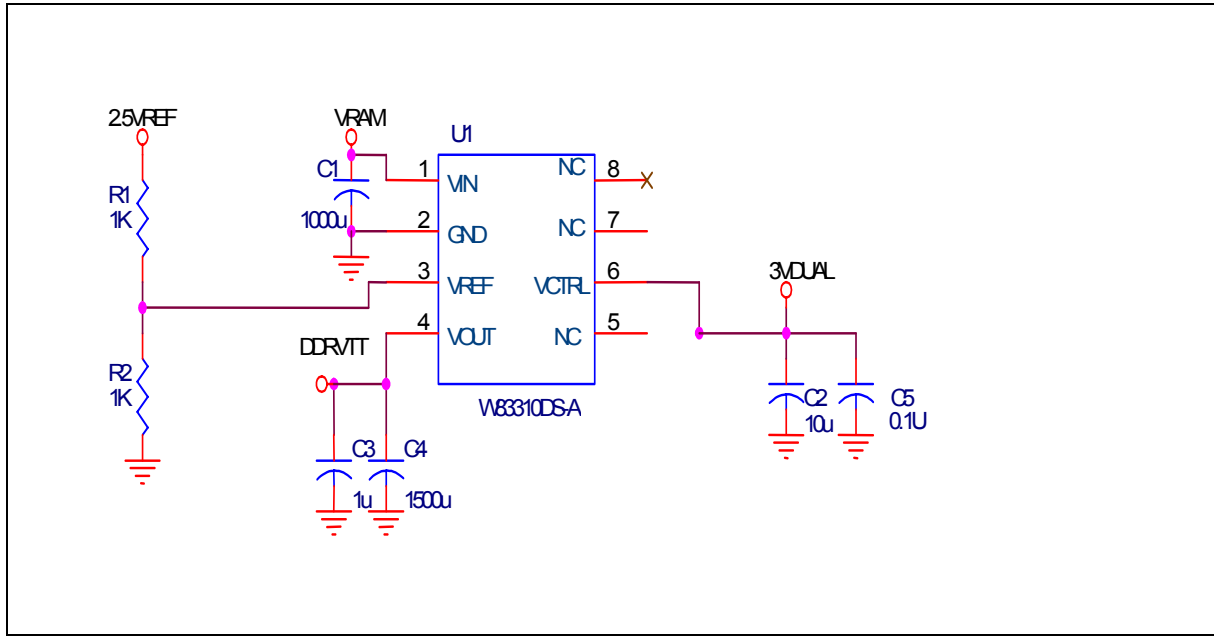 2.5VREF
R1
1K
R2
1K
VRAM
C1
1000u
U1
1
VIN
2
GND
3
VREF
4
VOUT
NC
8
NC
7
VCTRL
6
NC
5
W83310DS-A
DDRVTT
C3
1u
C4
1500u
3VDUAL
C2
10u
C5
0.1U